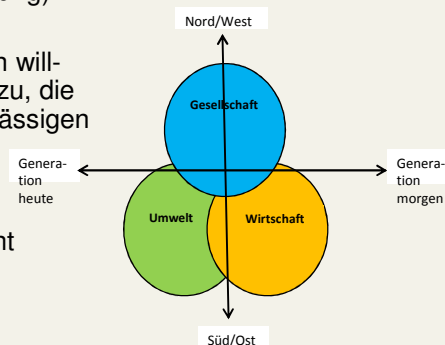 Nord/West
n will-
zu, die
ässigen
Gesellschaft
Genera-
tion
heute
Genera-
tion
morgen
Umwelt
Wirtschaft
nt
Süd/Ost